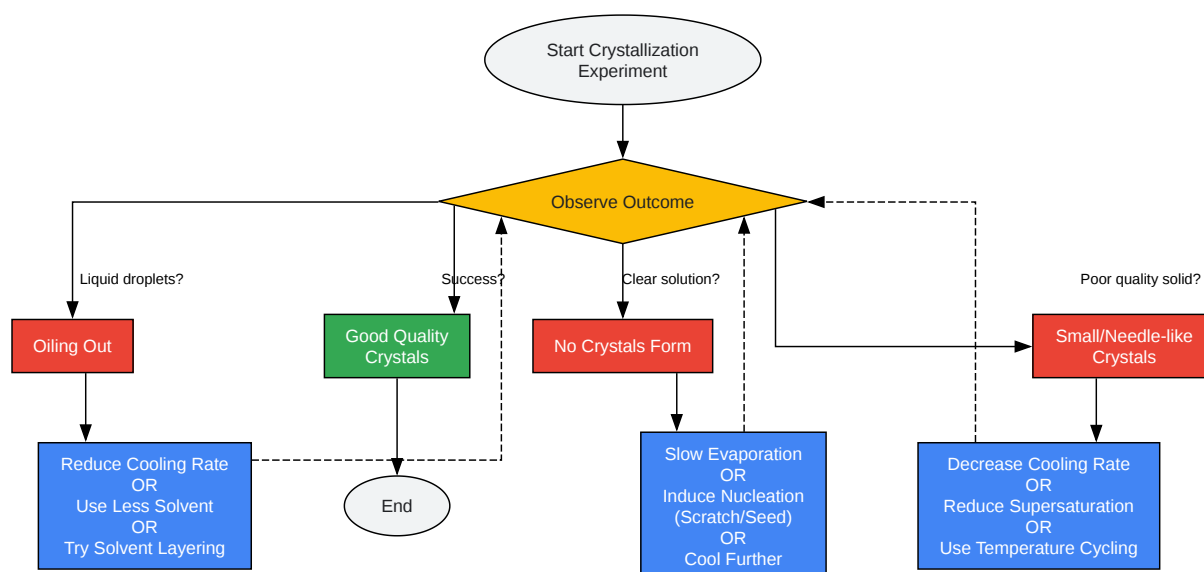 Start Crystallization
Experiment
Observe Outcome
Liquid droplets?
Success?
Clear solution?
Poor quality solid?
Oiling Out
Good Quality
Crystals
No Crystals Form
Small/Needle-like
Crystals
Reduce Cooling Rate
OR
Use Less Solvent
OR
Try Solvent Layering
End
Slow Evaporation
OR
Induce Nucleation
(Scratch/Seed)
OR
Cool Further
Decrease Cooling Rate
OR
Reduce Supersaturation
OR
Use Temperature Cycling